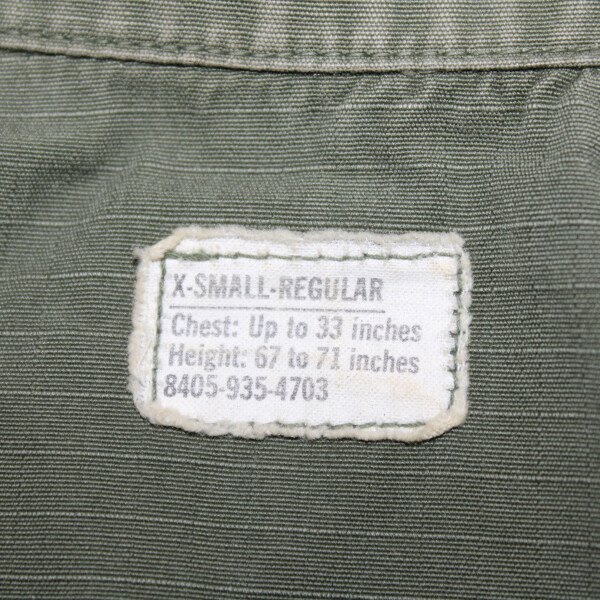 X-SMALL-REGULAR
Chest: Up to 33 inches
Height: 67 to 71 inches
8405-935-4703